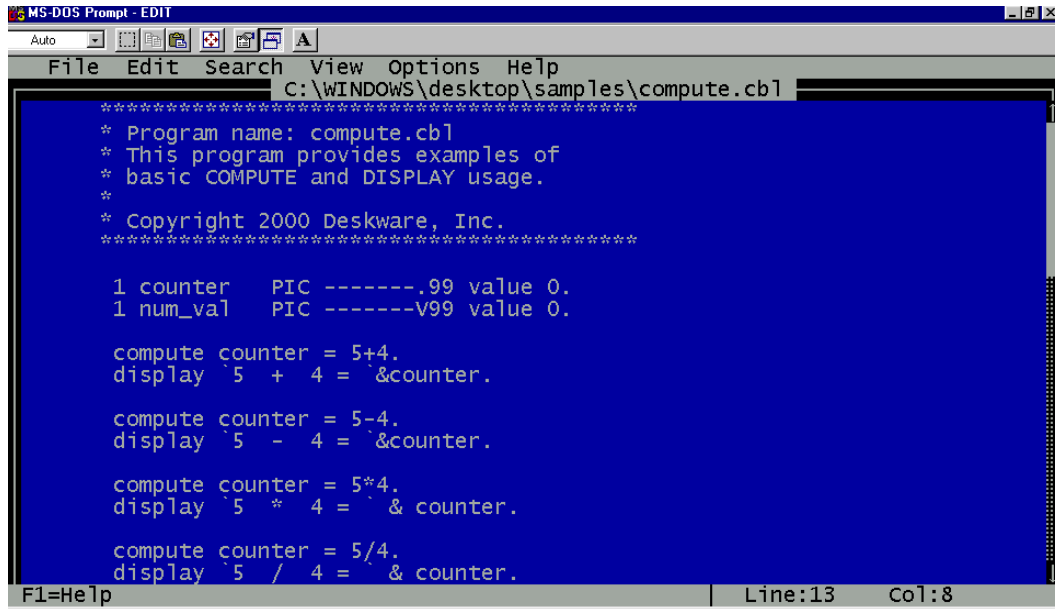 MS-DOS Prompt - EDIT
Auto A
File Edit Search View Options Help
C:\WINDOWS\desktop\samples\compute.cbl
*****************************************
* Program name: compute.cbl
* This program provides examples of
* basic COMPUTE and DISPLAY usage.
*
* Copyright 2000 Deskware, Inc.
*****************************************
1 counter   PIC -------.99 value 0.
1 num_val   PIC -------V99 value 0.
compute counter = 5+4.
display `5  +  4 = `&counter.
compute counter = 5-4.
display `5  -  4 = `&counter.
compute counter = 5*4.
display `5  *  4 = ` & counter.
compute counter = 5/4.
display `5  /  4 = ` & counter.
F1=Help Line:13 Col:8